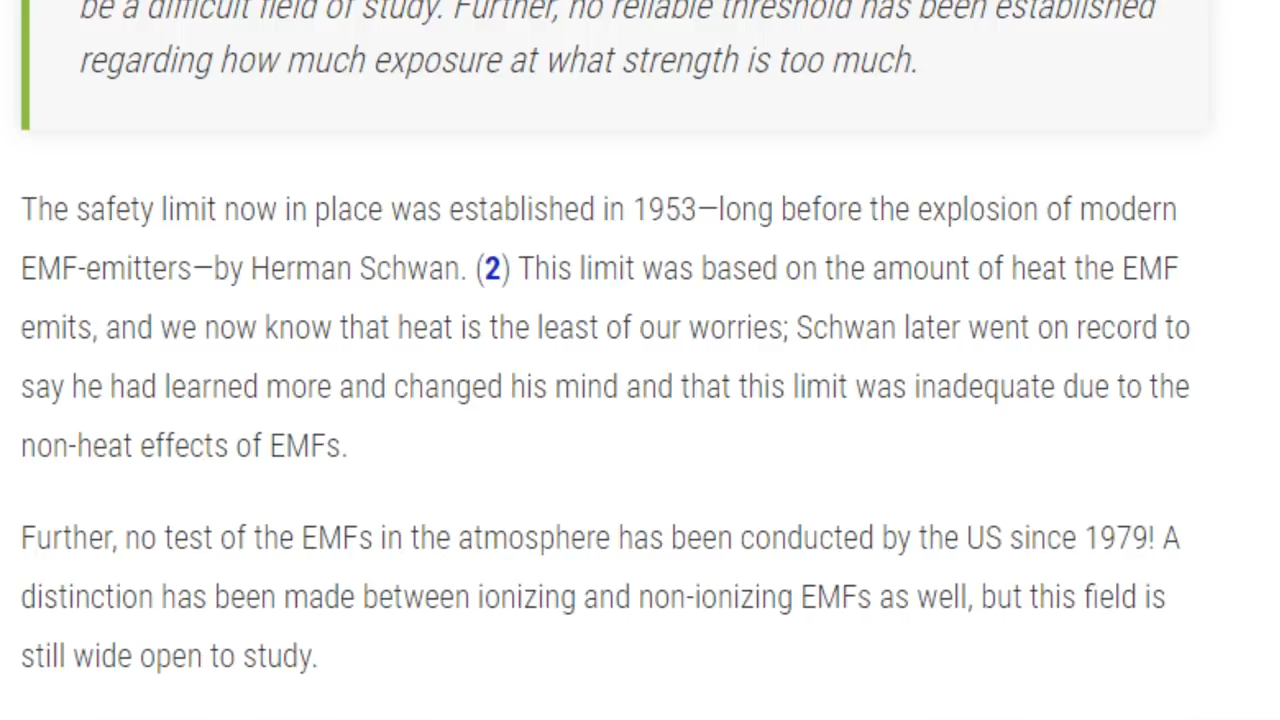 be a difficult field of study. Further, no reliable threshold has been established
regarding how much exposure at what strength is too much.
The safety limit now in place was established in 1953—long before the explosion of modern
EMF-emitters—by Herman Schwan. (2) This limit was based on the amount of heat the EMF
emits, and we now know that heat is the least of our worries; Schwan later went on record to
say he had learned more and changed his mind and that this limit was inadequate due to the
non-heat effects of EMFs.
Further, no test of the EMFs in the atmosphere has been conducted by the US since 1979! A
distinction has been made between ionizing and non-ionizing EMFs as well, but this field is
still wide open to study.